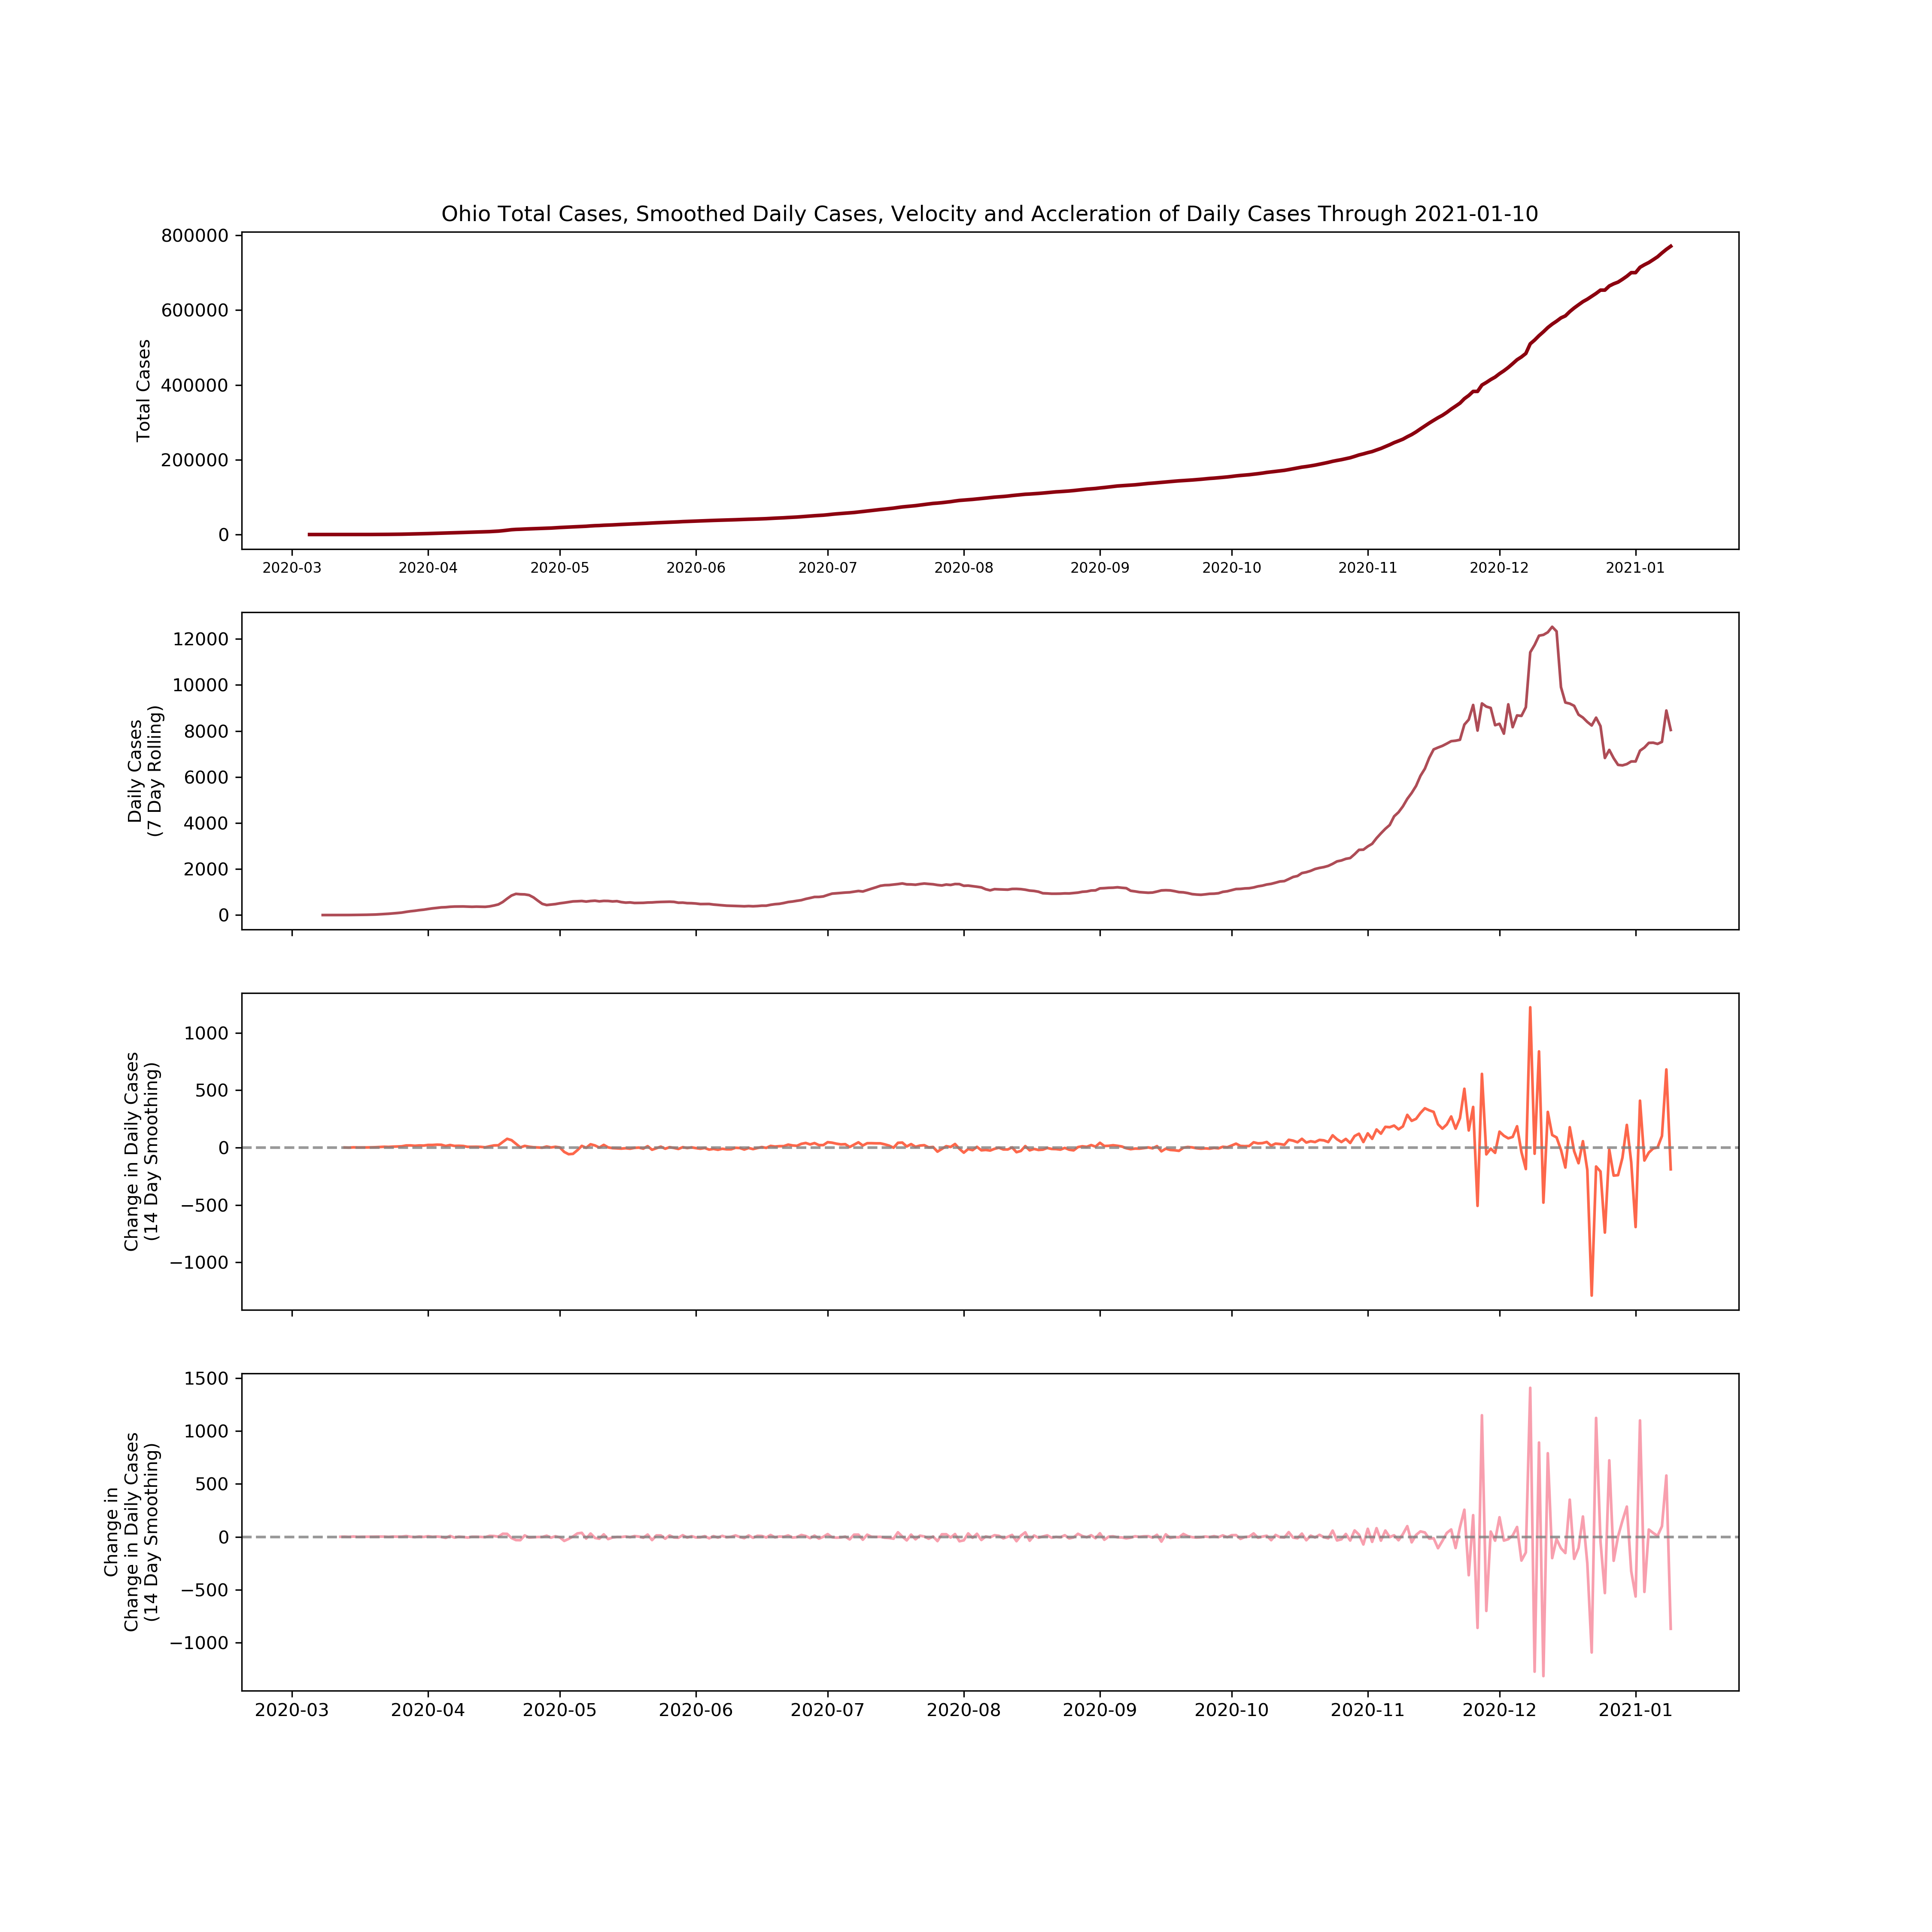 Ohio Total Cases, Smoothed Daily Cases, Velocity and Accleration of Daily Cases Through 2021-01-10
Total Cases
800000
600000
400000
200000
0
2020-03 2020-04 2020-05 2020-06 2020-07 2020-08 2020-09 2020-10 2020-11 2020-12 2021-01
Daily Cases
(7 Day Rolling)
12000
10000
8000
6000
4000
2000
0
Change in Daily Cases
(14 Day Smoothing)
1000
500
0
−500
−1000
Change in
Change in Daily Cases
(14 Day Smoothing)
1500
1000
500
0
−500
−1000
2020-03 2020-04 2020-05 2020-06 2020-07 2020-08 2020-09 2020-10 2020-11 2020-12 2021-01